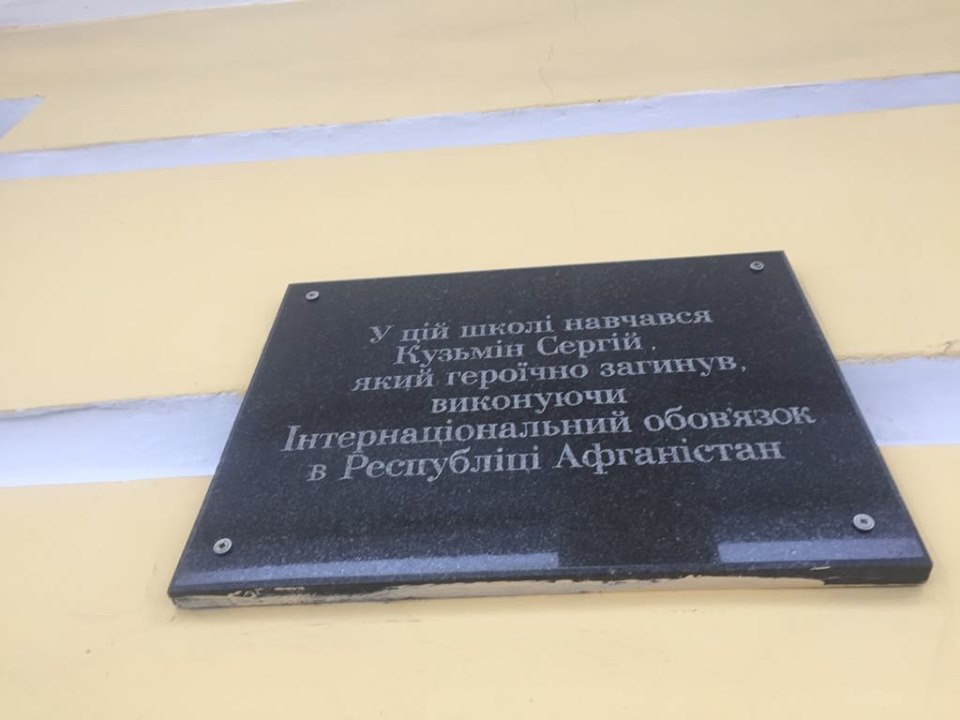 У цій школі навчався
Кузьмін Сергій,
який героїчно загинув,
виконуючи
Інтернаціональний обов'язок
в Республіці Афганістан